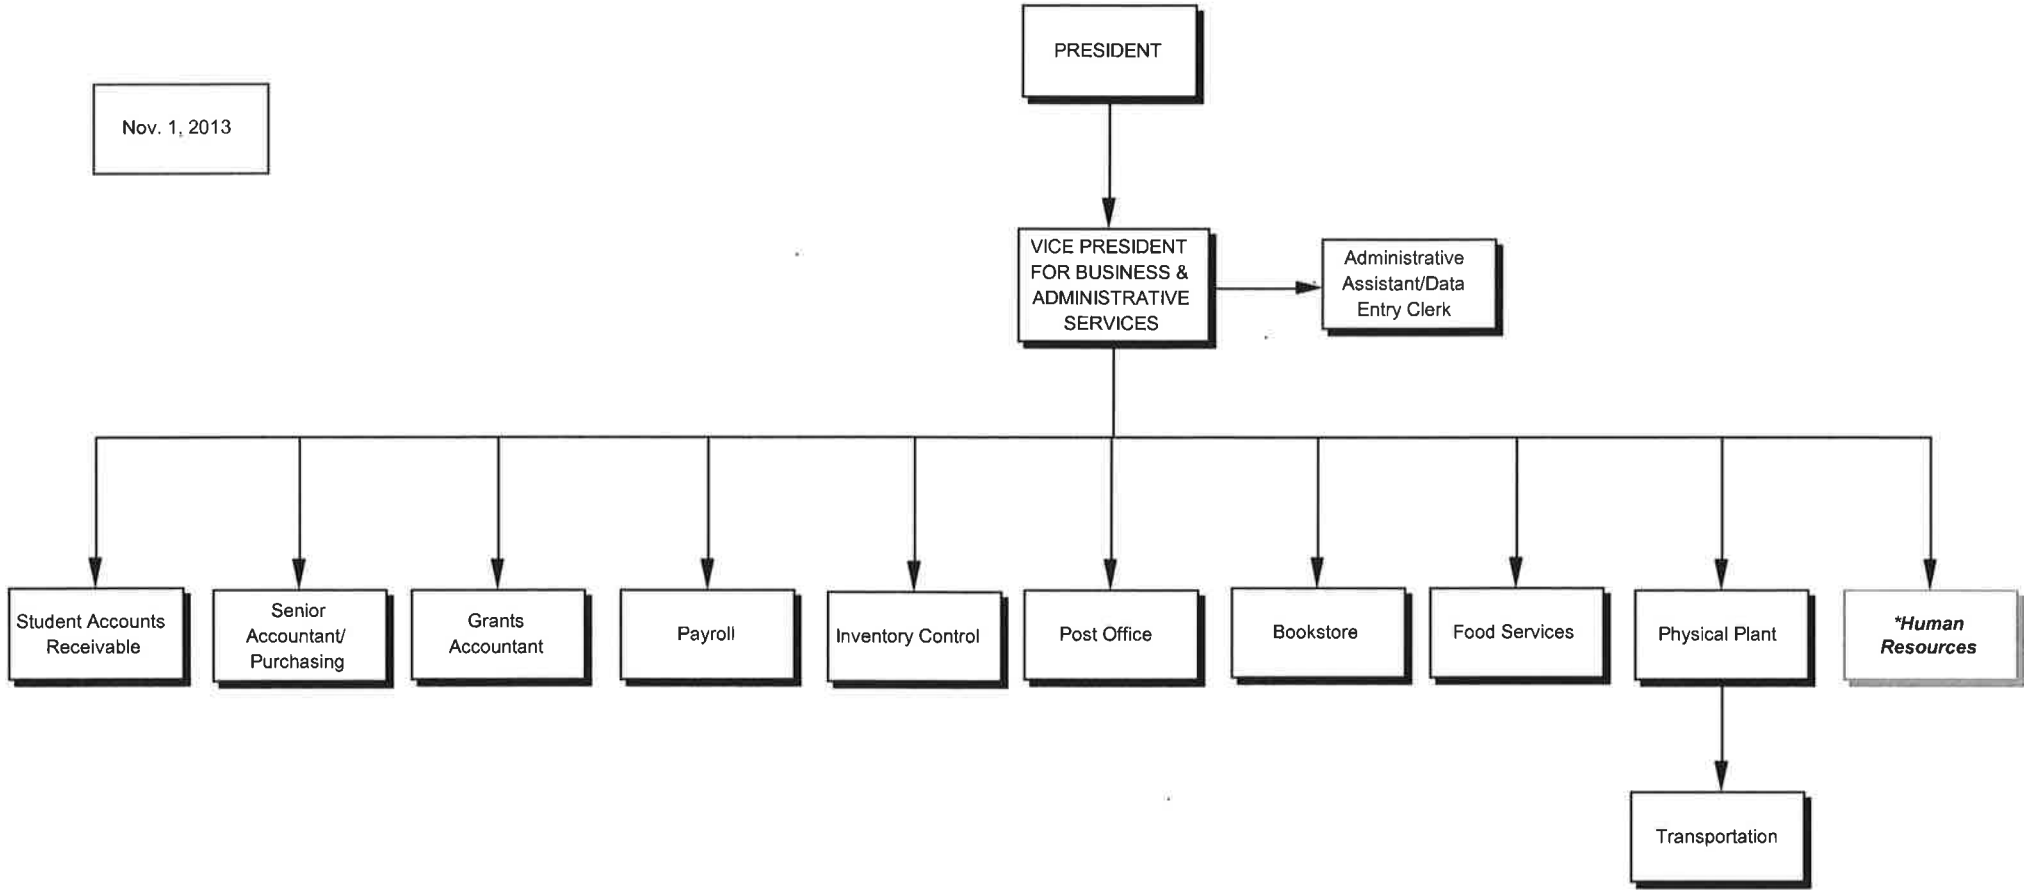 PRESIDENT
Nov. 1, 2013
VICE PRESIDENT
FOR BUSINESS &
ADMINISTRATIVE
SERVICES
Administrative
Assistant/Data
Entry Clerk
Student Accounts
Receivable
Senior
Accountant/
Purchasing
Grants
Accountant
Payroll
Inventory Control
Post Office
Bookstore
Food Services
Physical Plant
*Human
Resources
Transportation